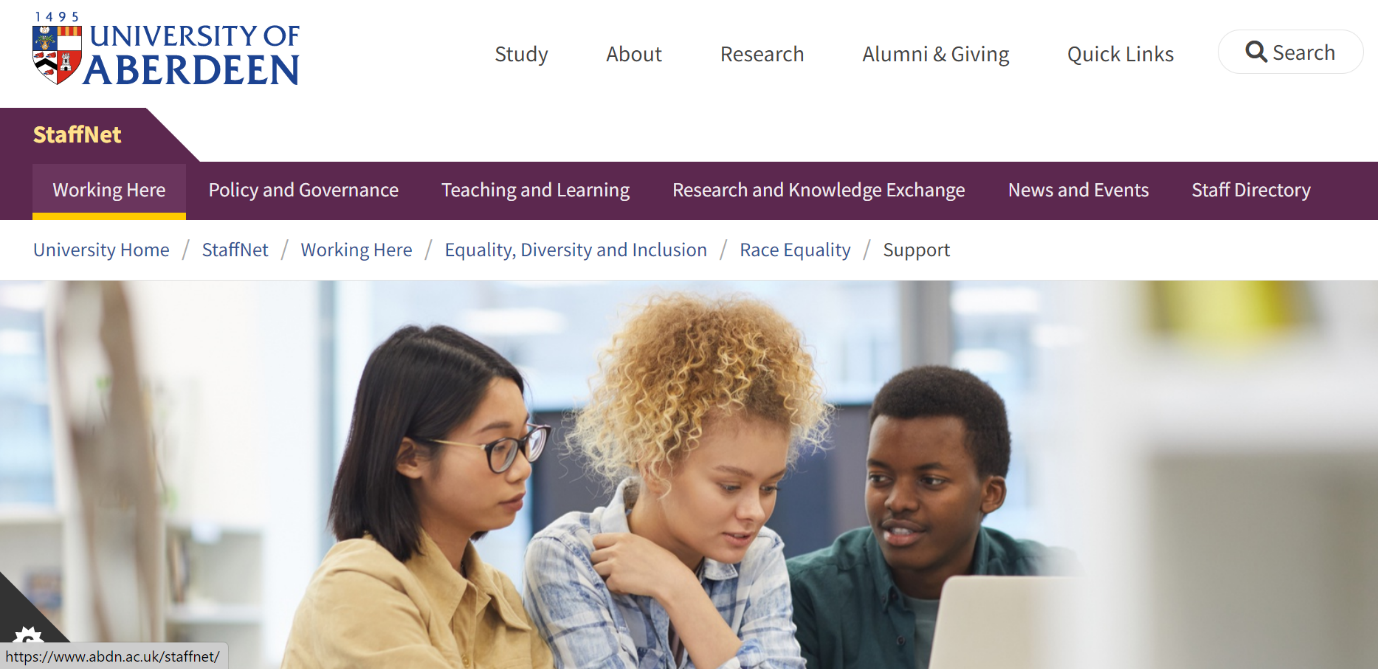 1495
UNIVERSITY OF
ABERDEEN
Study About Research Alumni & Giving Quick Links Search
StaffNet
Working Here Policy and Governance Teaching and Learning Research and Knowledge Exchange News and Events Staff Directory
University Home / StaffNet / Working Here / Equality, Diversity and Inclusion / Race Equality / Support
https://www.abdn.ac.uk/staffnet/